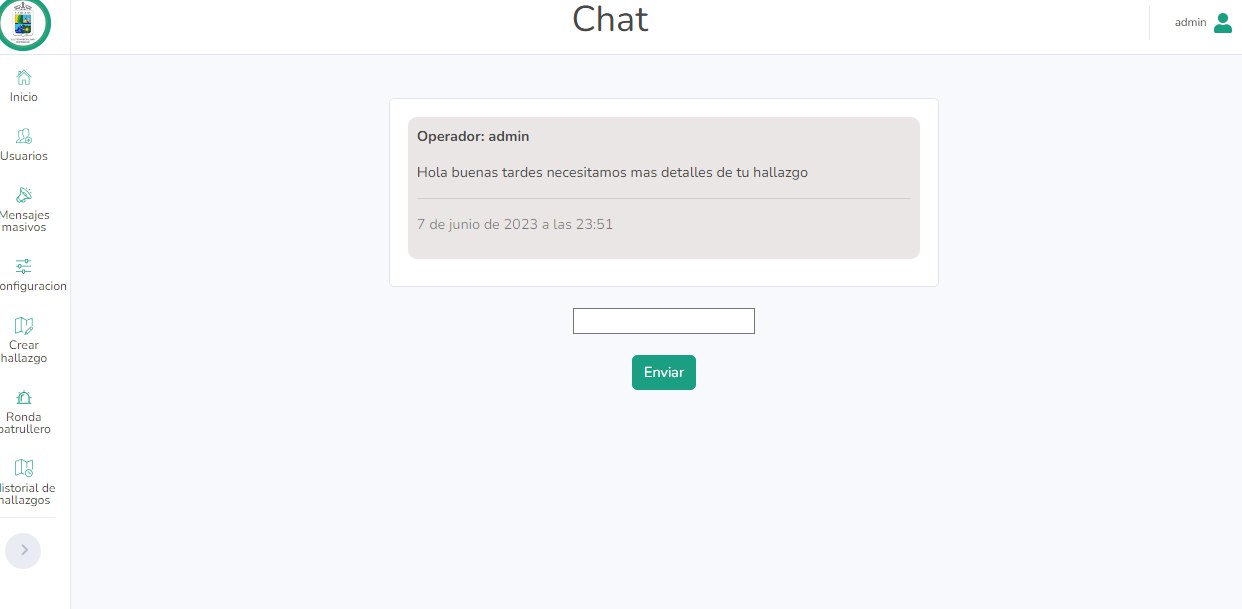 Chat
admin
Inicio
Usuarios
Mensajes
masivos
onfiguracion
Crear
hallazgo
Ronda
patrullero
istorial de
hallazgos
Operador: admin
Hola buenas tardes necesitamos mas detalles de tu hallazgo
7 de junio de 2023 a las 23:51
Enviar